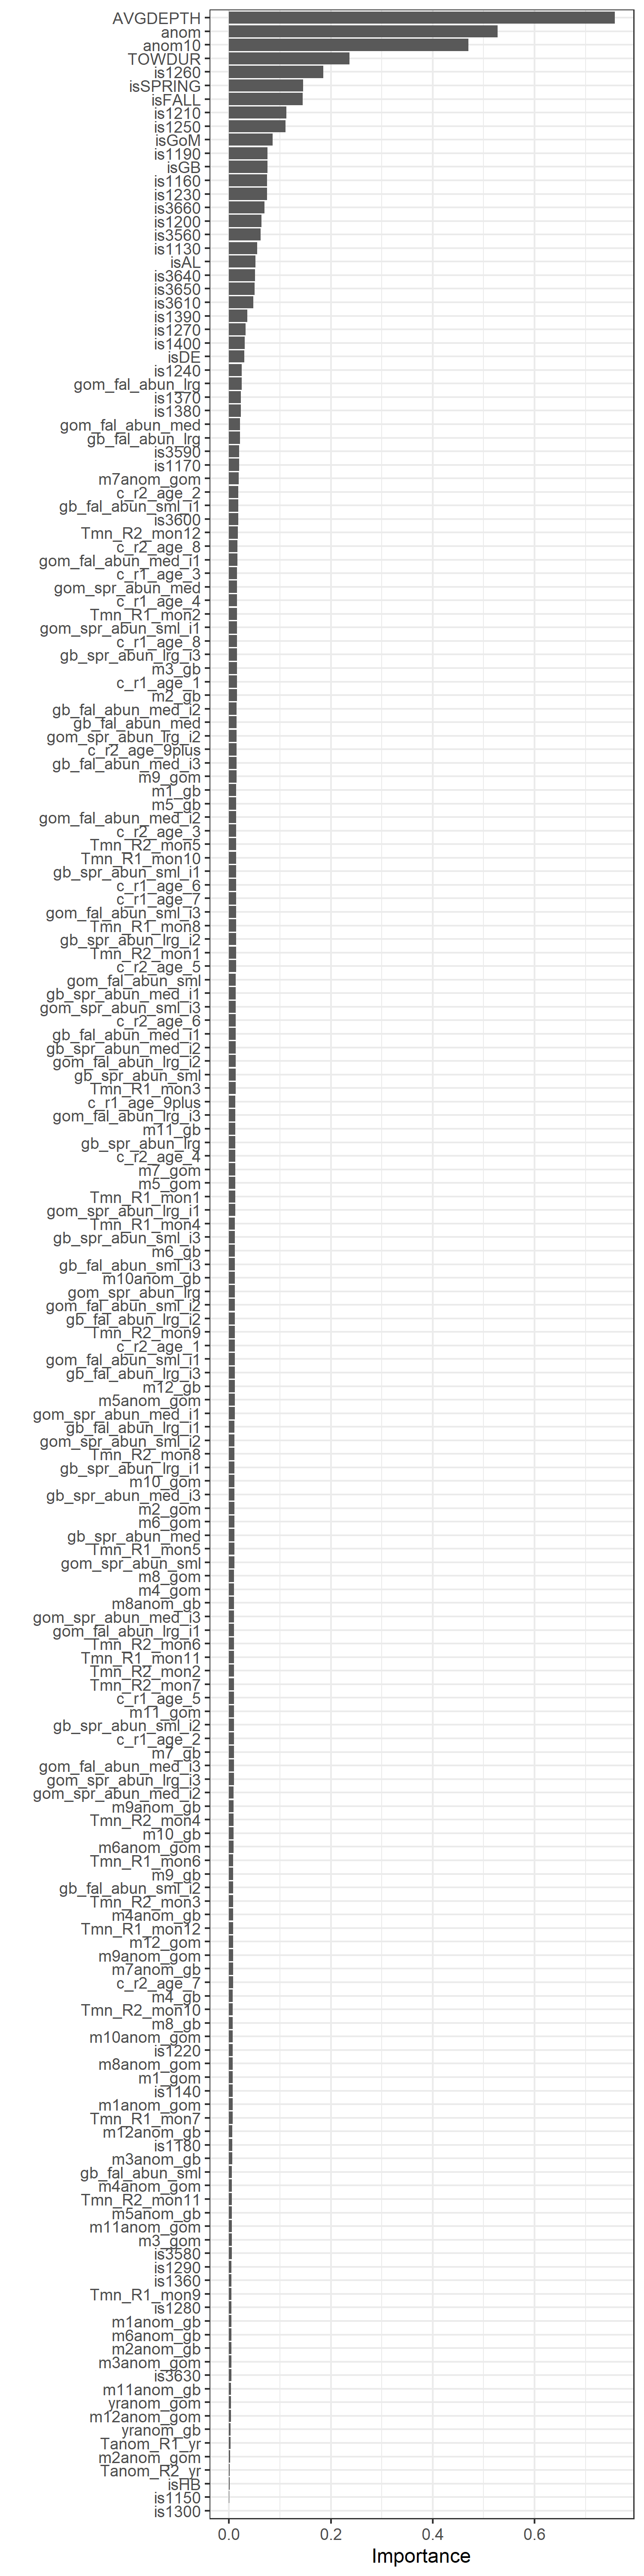 AVGDEPTH
anom
anom10
TOWDUR
is1260
isSPRING
isFALL
is1210
is1250
isGoM
is1190
isGB
is1160
is1230
is3660
is1200
is3560
is1130
isAL
is3640
is3650
is3610
is1390
is1270
is1400
isDE
is1240
gom_fal_abun_lrg
is1370
is1380
gom_fal_abun_med
gb_fal_abun_lrg
is3590
is1170
m7anom_gom
c_r2_age_2
gb_fal_abun_sml_i1
is3600
Tmn_R2_mon12
c_r2_age_8
gom_fal_abun_med_i1
c_r1_age_3
gom_spr_abun_med
c_r1_age_4
Tmn_R1_mon2
gom_spr_abun_sml_i1
c_r1_age_8
gb_spr_abun_lrg_i3
m3_gb
c_r1_age_1
m2_gb
gb_fal_abun_med_i2
gb_fal_abun_med
gom_spr_abun_lrg_i2
c_r2_age_9plus
gb_fal_abun_med_i3
m9_gom
m1_gb
m5_gb
gom_fal_abun_med_i2
c_r2_age_3
Tmn_R2_mon5
Tmn_R1_mon10
gb_spr_abun_sml_i1
c_r1_age_6
c_r1_age_7
gom_fal_abun_sml_i3
Tmn_R1_mon8
gb_spr_abun_lrg_i2
Tmn_R2_mon1
c_r2_age_5
gom_fal_abun_sml
gb_spr_abun_med_i1
gom_spr_abun_sml_i3
c_r2_age_6
gb_fal_abun_med_i1
gb_spr_abun_med_i2
gom_fal_abun_lrg_i2
gb_spr_abun_sml
Tmn_R1_mon3
c_r1_age_9plus
gom_fal_abun_lrg_i3
m11_gb
gb_spr_abun_lrg
c_r2_age_4
m7_gom
m5_gom
Tmn_R1_mon1
gom_spr_abun_lrg_i1
Tmn_R1_mon4
gb_spr_abun_sml_i3
m6_gb
gb_fal_abun_sml_i3
m10anom_gb
gom_spr_abun_lrg
gom_fal_abun_sml_i2
gb_fal_abun_lrg_i2
Tmn_R2_mon9
c_r2_age_1
gom_fal_abun_sml_i1
gb_fal_abun_lrg_i3
m12_gb
m5anom_gom
gom_spr_abun_med_i1
gb_fal_abun_lrg_i1
gom_spr_abun_sml_i2
Tmn_R2_mon8
gb_spr_abun_lrg_i1
m10_gom
gb_spr_abun_med_i3
m2_gom
m6_gom
gb_spr_abun_med
Tmn_R1_mon5
gom_spr_abun_sml
m8_gom
m4_gom
m8anom_gb
gom_spr_abun_med_i3
gom_fal_abun_lrg_i1
Tmn_R2_mon6
Tmn_R1_mon11
Tmn_R2_mon2
Tmn_R2_mon7
c_r1_age_5
m11_gom
gb_spr_abun_sml_i2
c_r1_age_2
m7_gb
gom_fal_abun_med_i3
gom_spr_abun_lrg_i3
gom_spr_abun_med_i2
m9anom_gb
Tmn_R2_mon4
m10_gb
m6anom_gom
Tmn_R1_mon6
m9_gb
gb_fal_abun_sml_i2
Tmn_R2_mon3
m4anom_gb
Tmn_R1_mon12
m12_gom
m9anom_gom
m7anom_gb
c_r2_age_7
m4_gb
Tmn_R2_mon10
m8_gb
m10anom_gom
is1220
m8anom_gom
m1_gom
is1140
m1anom_gom
Tmn_R1_mon7
m12anom_gb
is1180
m3anom_gb
gb_fal_abun_sml
m4anom_gom
Tmn_R2_mon11
m5anom_gb
m11anom_gom
m3_gom
is3580
is1290
is1360
Tmn_R1_mon9
is1280
m1anom_gb
m6anom_gb
m2anom_gb
m3anom_gom
is3630
m11anom_gb
yranom_gom
m12anom_gom
yranom_gb
Tanom_R1_yr
m2anom_gom
Tanom_R2_yr
isHB
is1150
is1300
0.0 0.2 0.4 0.6
Importance